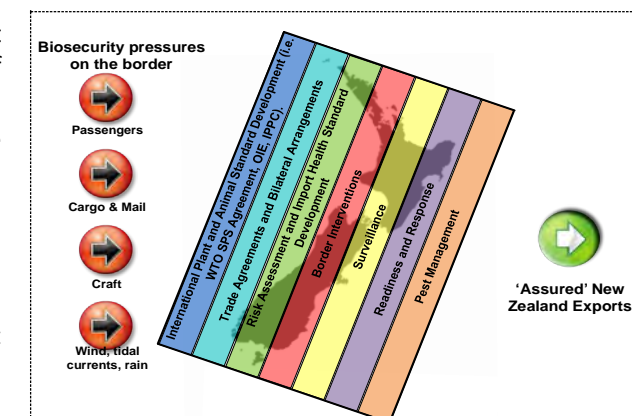 Biosecurity pressures
on the border
Passengers
Cargo & Mail
Craft
Wind, tidal
currents, rain
International Plant and Animal Standard Development (i.e.
WTO SPS Agreement, OIE, IPPC).
Trade Agreements and Bilateral Arrangements
Risk Assessment and Import Health Standard
Development
Border Interventions
Surveillance
Readiness and Response
Pest Management
‘Assured’ New
Zealand Exports